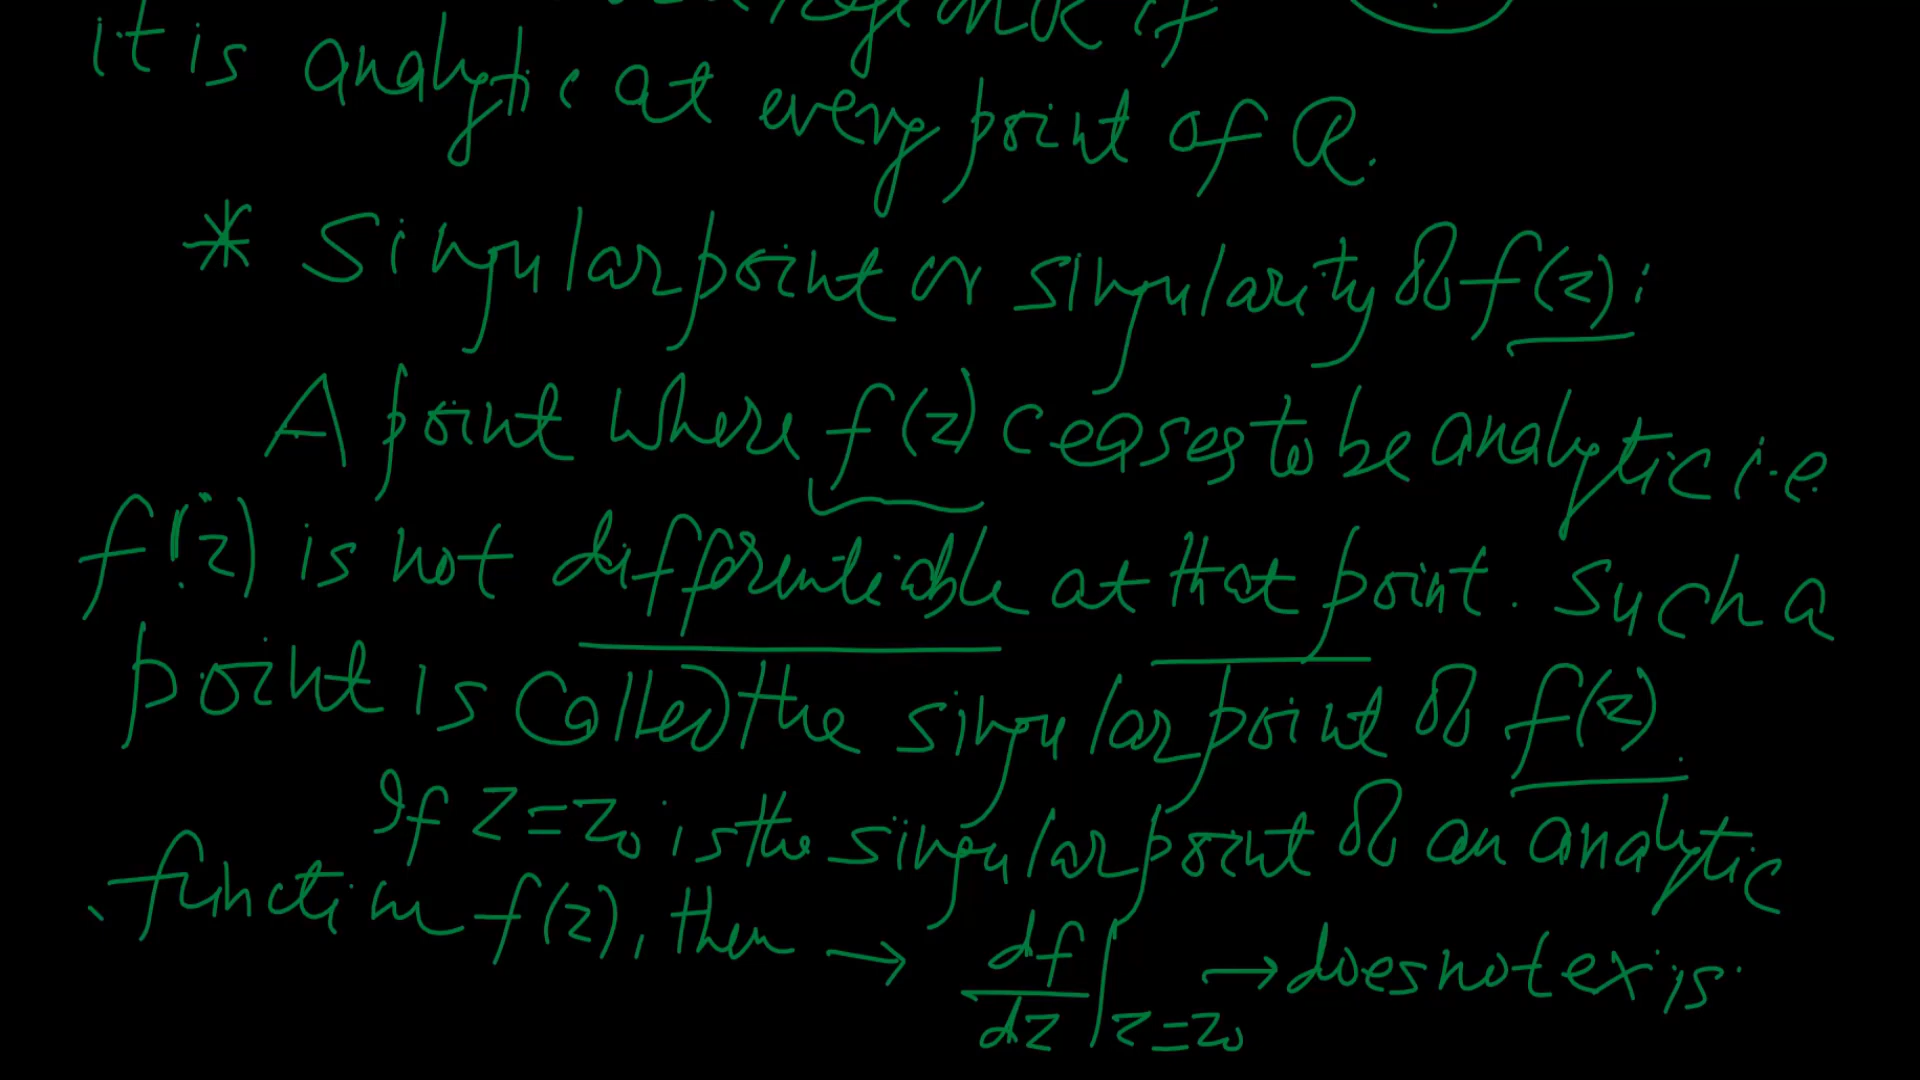 if
it is analytic at every point of R.
* Singular point or singularity of f(z):
A point where f(z) ceases to be analytic i.e.
f(z) is not differentiable at that point. Such a
point is called the singular point of f(z).
If z=z₀ is the singular point of an analytic
function f(z), then → df/dz|z=z₀ → does not exis